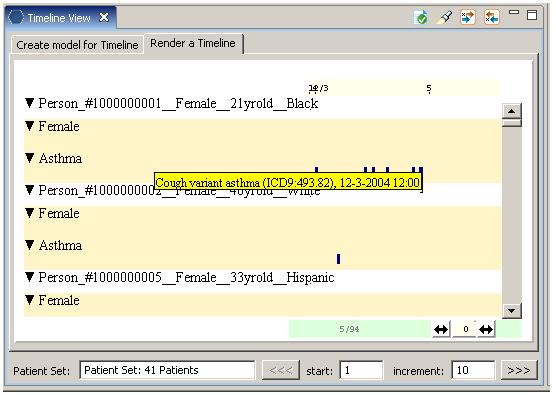 Timeline View
Create model for Timeline Render a Timeline
12/3 5
Person_#1000000001__Female__21yrold__Black
Female
Asthma
Cough variant asthma (ICD9:493.82), 12-3-2004 12:00
Person_#1000000002__Female__46yrold__White
Female
Asthma
Person_#1000000005__Female__33yrold__Hispanic
Female
5/94 0
Patient Set: Patient Set: 41 Patients <<< start: 1 increment: 10 >>>